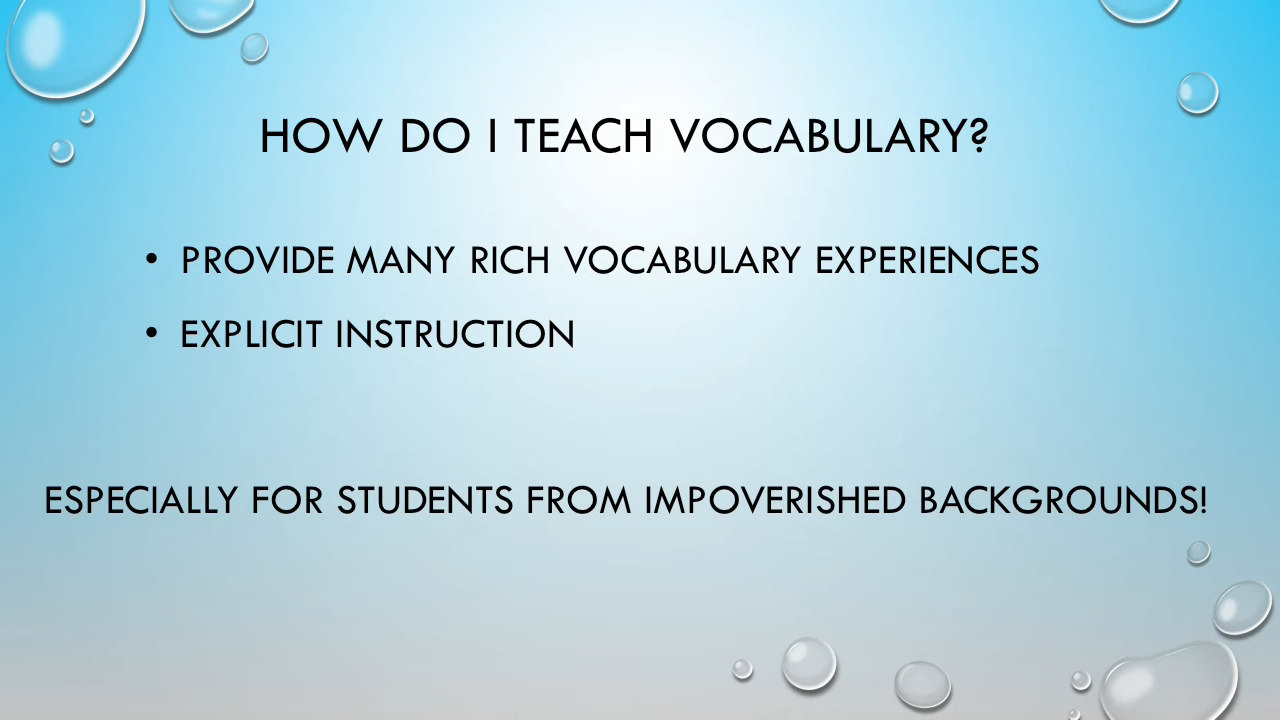 HOW DO I TEACH VOCABULARY?
• PROVIDE MANY RICH VOCABULARY EXPERIENCES
• EXPLICIT INSTRUCTION
ESPECIALLY FOR STUDENTS FROM IMPOVERISHED BACKGROUNDS!